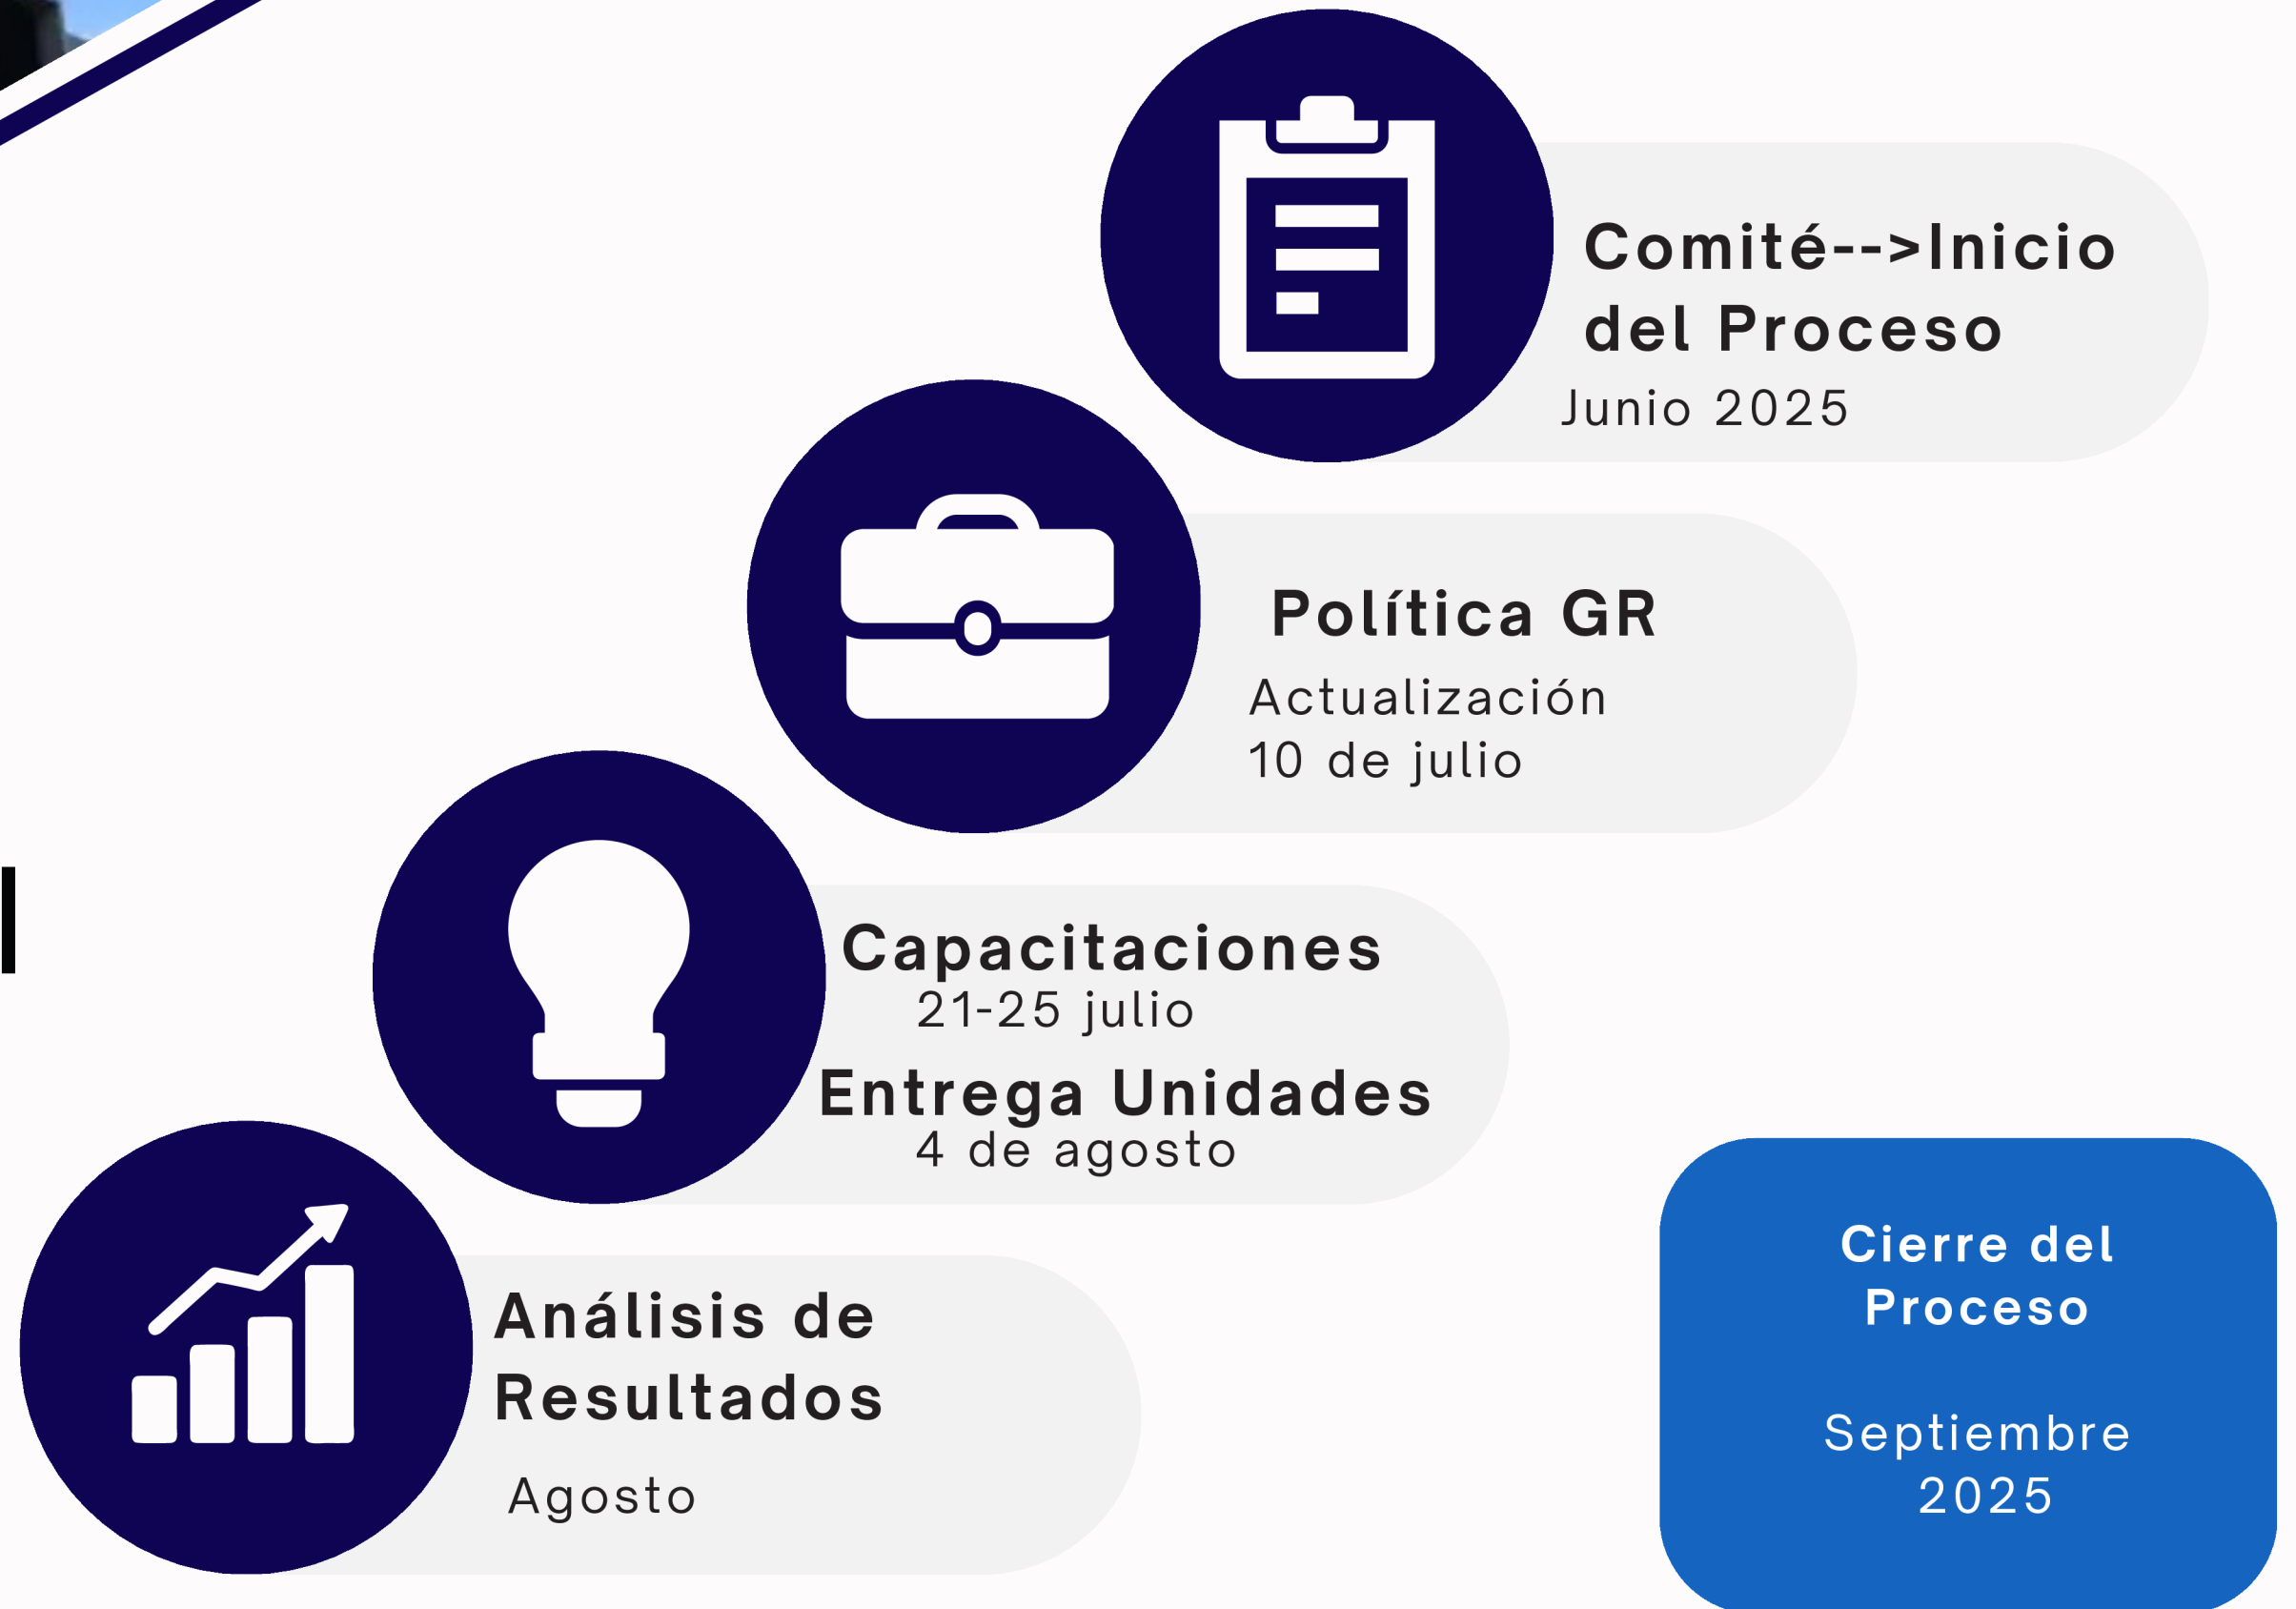 Comité-->Inicio
del Proceso
Junio 2025
Política GR
Actualización
10 de julio
Capacitaciones
21-25 julio
Entrega Unidades
4 de agosto
Análisis de
Resultados
Agosto
Cierre del
Proceso
Septiembre
2025